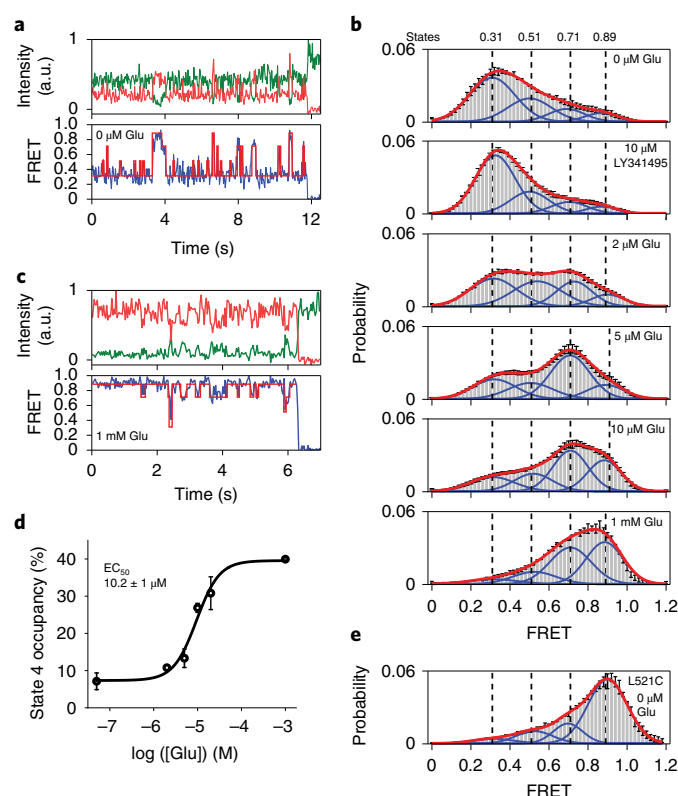 a
Intensity
(a.u.)
1
0
FRET
1.0
0.8
0.6
0.4
0.2
0
0 μM Glu
0 4 8 12
Time (s)
c
Intensity
(a.u.)
1
0
FRET
1.0
0.8
0.6
0.4
0.2
0
1 mM Glu
0 2 4 6
Time (s)
d
State 4 occupancy (%)
40
30
20
10
0
EC50
10.2 ± 1 μM
−7 −6 −5 −4 −3
log ([Glu]) (M)
b
States 0.31 0.51 0.71 0.89
Probability
0.06
0
0 μM Glu
0.06
0
10 μM
LY341495
0.06
0
2 μM Glu
0.06
0
5 μM Glu
0.06
0
10 μM Glu
0.06
0
1 mM Glu
0 0.2 0.4 0.6 0.8 1.0 1.2
FRET
e
Probability
0.06
0
L521C
0 μM
Glu
0 0.2 0.4 0.6 0.8 1.0 1.2
FRET